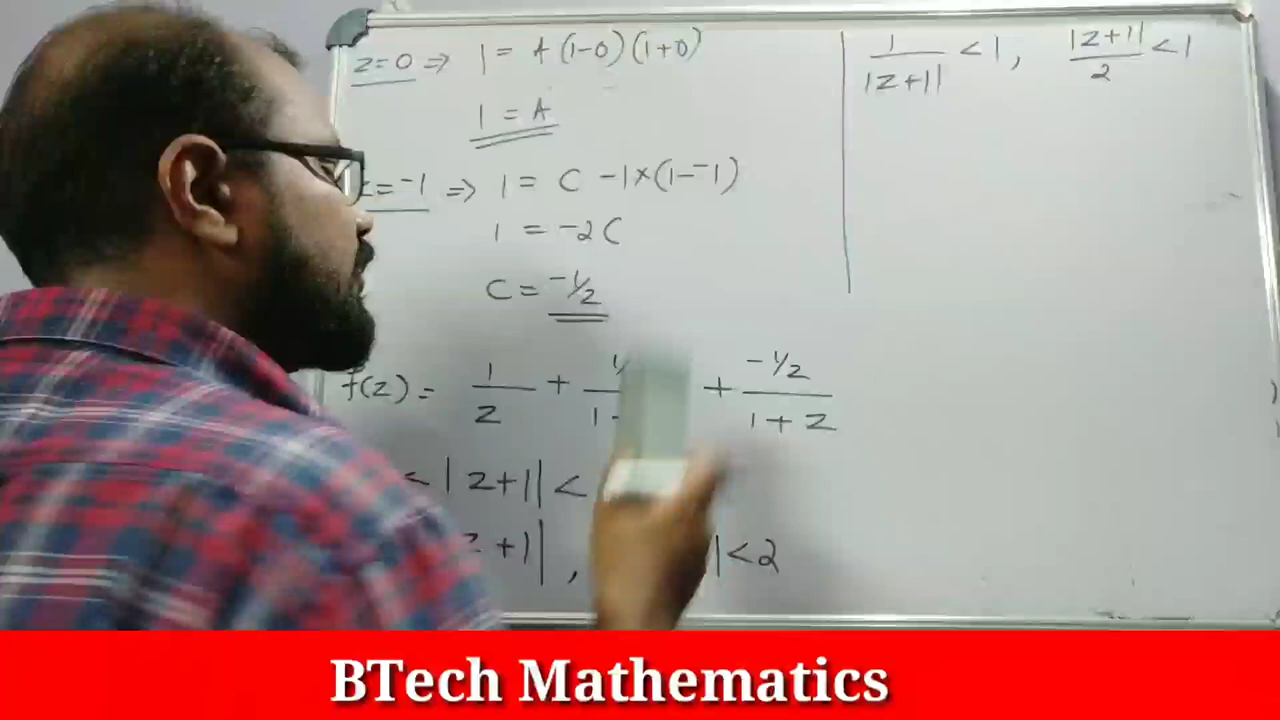 z=0 ⇒ 1 = A(1-0)(1+0)
1 = A
=-1 ⇒ 1 = C -1×(1--1)
1 = -2C
C = -1/2
f(z) = 1/z + 1 + -1/2/1+z
< |z+1| <
z+1| , |<2
1/|z+1| < 1, |z+1|/2 < 1
BTech Mathematics